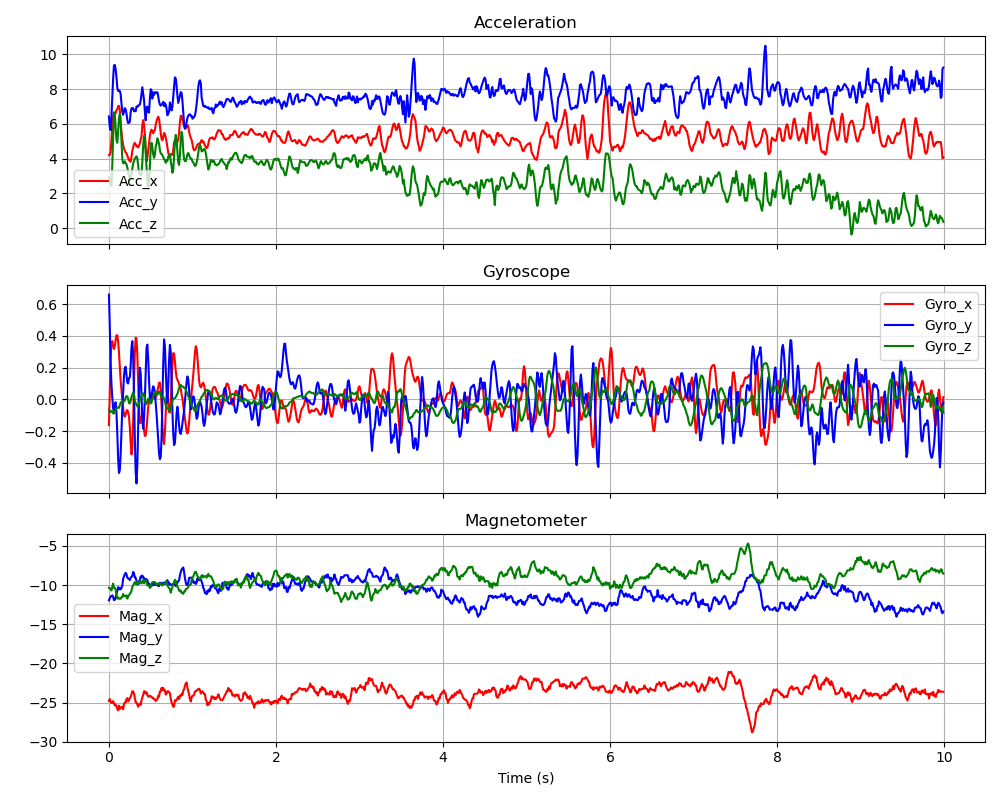 Acceleration
10
8
6
4
2
0
Acc_x
Acc_y
Acc_z
Gyroscope
0.6
0.4
0.2
0.0
−0.2
−0.4
Gyro_x
Gyro_y
Gyro_z
Magnetometer
−5
−10
−15
−20
−25
−30
Mag_x
Mag_y
Mag_z
0 2 4 6 8 10
Time (s)